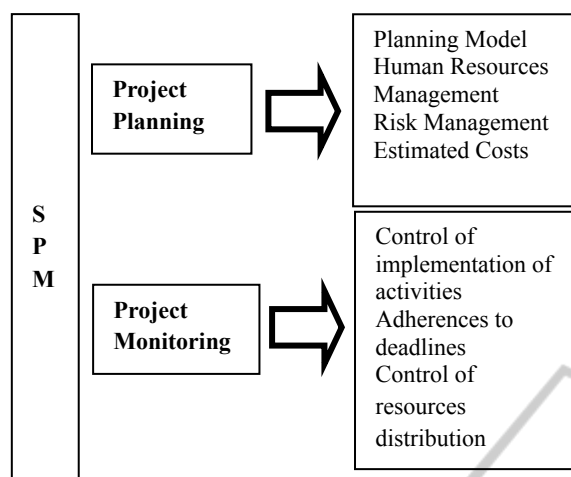 S
P
M
Project
Planning
Planning Model
Human Resources
Management
Risk Management
Estimated Costs
Project
Monitoring
Control of
implementation of
activities
Adherences to
deadlines
Control of
resources
distribution